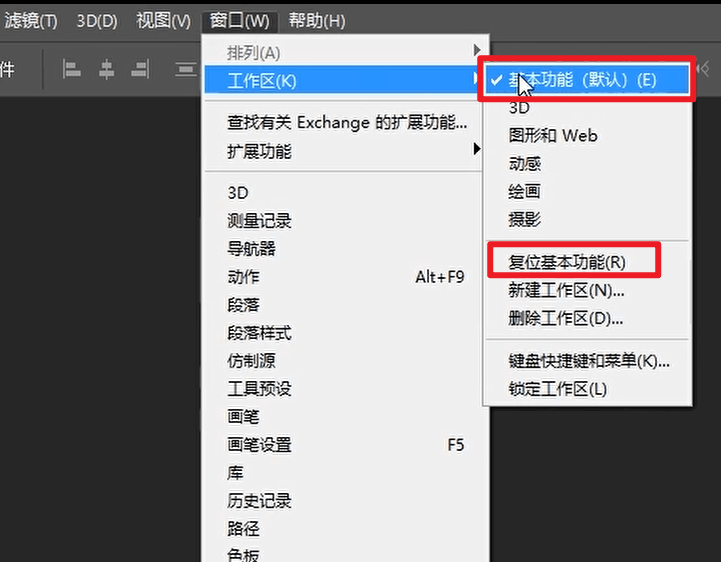 滤镜(T) 3D(D) 视图(V) 窗口(W) 帮助(H)
件
排列(A)
工作区(K)
查找有关 Exchange 的扩展功能...
扩展功能
3D
测量记录
导航器
动作 Alt+F9
段落
段落样式
仿制源
工具预设
画笔
画笔设置 F5
库
历史记录
路径
色板
基本功能（默认）(E)
3D
图形和 Web
动感
绘画
摄影
复位基本功能(R)
新建工作区(N)...
删除工作区(D)...
键盘快捷键和菜单(K)...
锁定工作区(L)